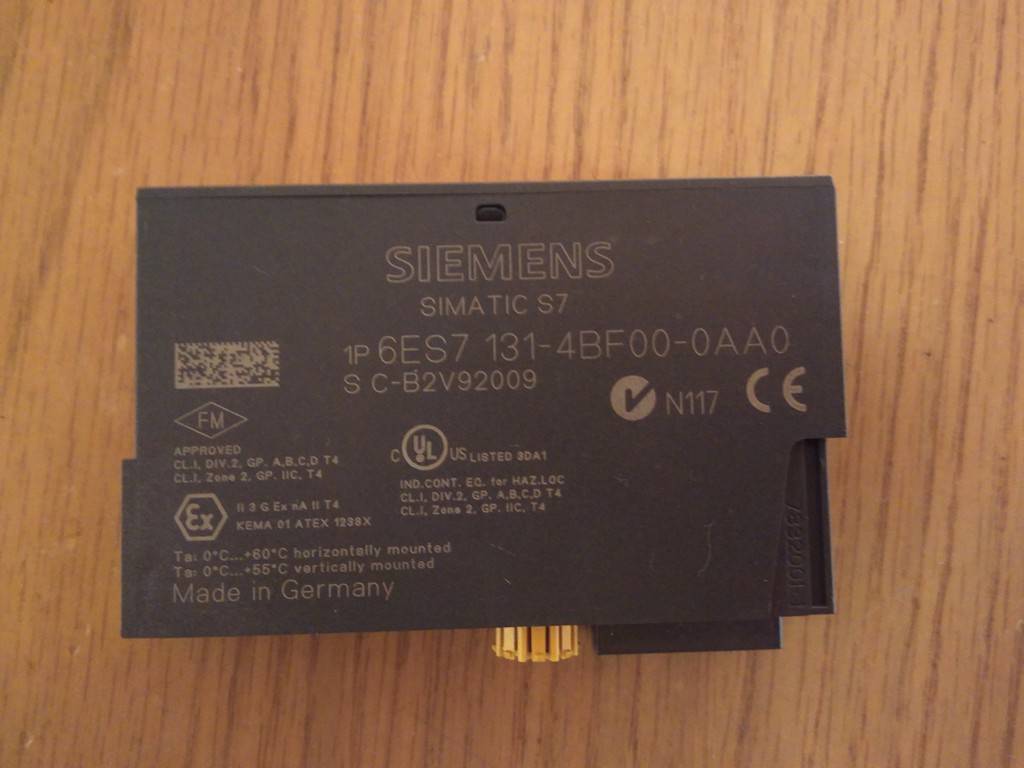 SIEMENS
SIMATIC S7
1P 6ES7 131-4BF00-0AA0
S C-B2V92009
N117 CE
FM
APPROVED
CL.I, DIV.2, GP. A,B,C,D T4
CL.I, Zone 2, GP. IIC, T4
C UL US LISTED 3DA1
IND.CONT. EQ. for HAZ.LOC
CL.I, DIV.2, GP. A,B,C,D T4
CL.I, Zone 2, GP. IIC, T4
Ex II 3 G Ex nA II T4
KEMA 01 ATEX 1238X
Ta: 0°C...+60°C horizontally mounted
Ta: 0°C...+55°C vertically mounted
Made in Germany